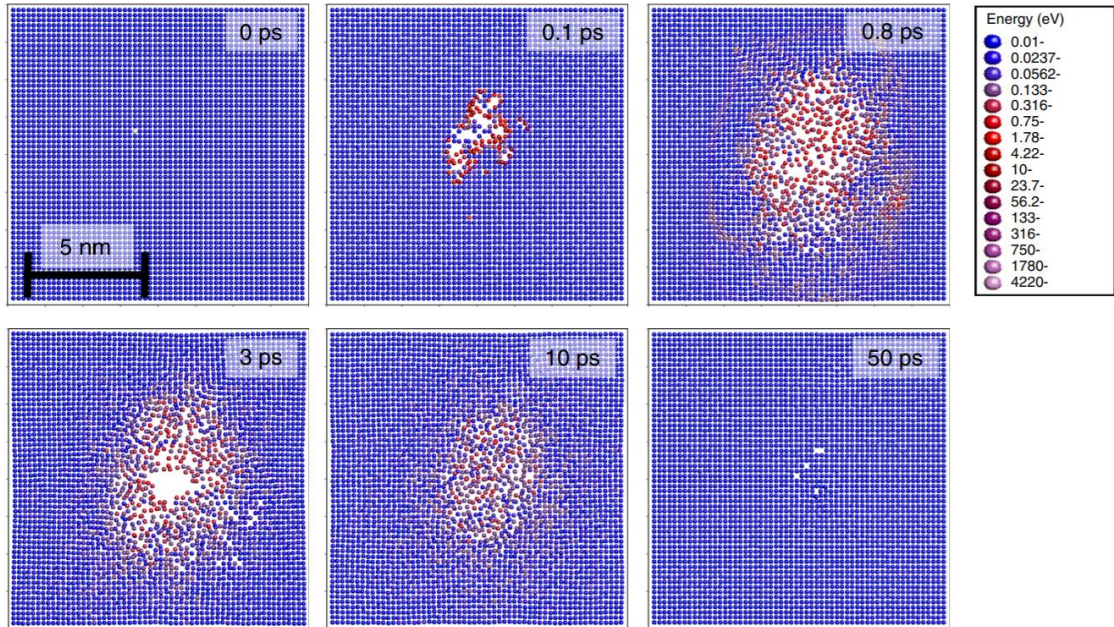 0 ps
0.1 ps
0.8 ps
5 nm
Energy (eV)
0.01-
0.0237-
0.0562-
0.133-
0.316-
0.75-
1.78-
4.22-
10-
23.7-
56.2-
133-
316-
750-
1780-
4220-
3 ps
10 ps
50 ps